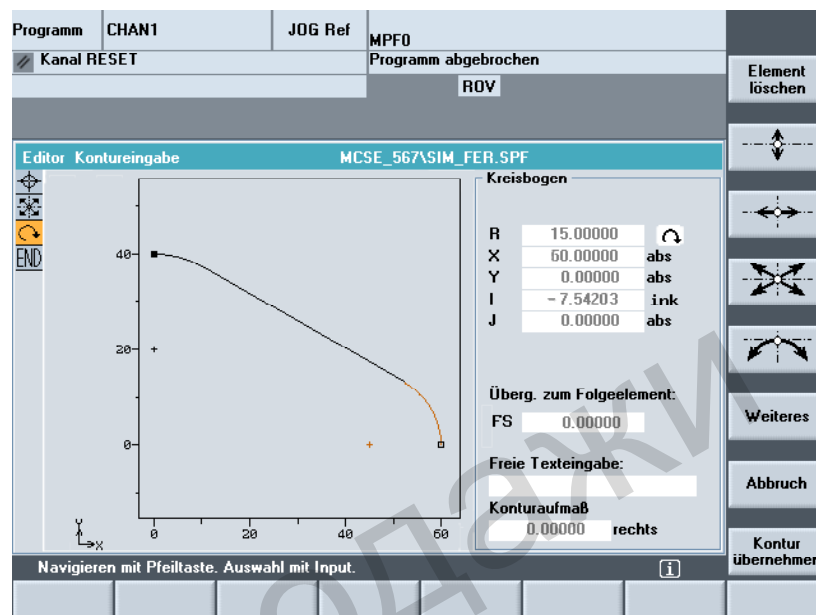 Programm CHAN1 JOG Ref MPF0
Kanal RESET Programm abgebrochen
ROV
Editor Kontureingabe MCSE_567\SIM_FER.SPF
END
40
20
0
0 20 40 60
Y
X
Kreisbogen
R 15.00000
X 60.00000 abs
Y 0.00000 abs
I -7.54203 ink
J 0.00000 abs
Überg. zum Folgeelement:
FS 0.00000
Freie Texteingabe:
Konturaufmaß
0.00000 rechts
Navigieren mit Pfeiltaste. Auswahl mit Input. i
Element
löschen
Weiteres
Abbruch
Kontur
übernehmen